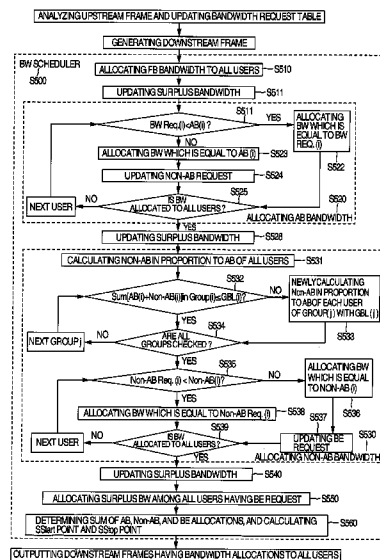 ANALYZING UPSTREAM FRAME AND UPDATING BANDWIDTH REQUEST TABLE
GENERATING DOWNSTREAM FRAME
BW SCHEDULER
S500
ALLOCATING FB BANDWIDTH TO ALL USERS
S510
UPDATING SURPLUS BANDWIDTH
S511
BW Req.(i)<AB(i) ?
S511
YES
ALLOCATING
BW WHICH IS
EQUAL TO BW
REQ. (i)
NO
ALLOCATING BW WHICH IS EQUAL TO AB(i)
S523
S522
UPDATING NON-AB REQUEST
S524
S525
IS BW
ALLOCATED TO ALL USERS ?
NO
NEXT USER
S520
ALLOCATING AB BANDWIDTH
YES
UPDATING SURPLUS BANDWIDTH
S528
CALCULATING NON-AB IN PROPORTION TO AB OF ALL USERS
S531
S532
Sum(AB(i)+Non-AB(i))in Group(i)≤GBL(j)?
NO
NEWLY CALCULATING
Non-AB IN PROPORTION
TO AB OF EACH USER
OF GROUP(j) WITH GBL(j)
S533
YES
S534
ARE ALL
GROUPS CHECKED ?
NO
NEXT GROUP j
YES
S535
Non-AB Req. (i) < Non-AB(i)?
NO
ALLOCATING BW
WHICH IS EQUAL
TO NON-AB(i)
S536
YES
ALLOCATING BW WHICH IS EQUAL TO Non-AB Req. (i)
S538
S537
UPDATING BE
REQUEST
S530
ALLOCATING NON-AB BANDWIDTH
S539
IS BW
ALLOCATED TO ALL USERS ?
NO
NEXT USER
YES
UPDATING SURPLUS BANDWIDTH
S540
ALLOCATING SURPLUS BW AMONG ALL USERS HAVING BE REQUEST
S550
DETERMINING SUM OF AB, Non-AB, AND BE ALLOCATIONS, AND CALCULATING
SStart POINT AND SStop POINT
S560
OUTPUTTING DOWNSTREAM FRAMES HAVING BANDWIDTH ALLOCATIONS TO ALL USERS